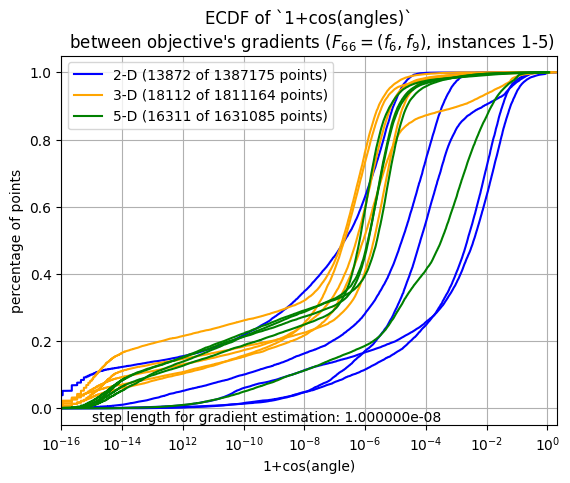 ECDF of `1+cos(angles)`
between objective's gradients (F₆₆ = (f₆, f₉), instances 1-5)
2-D (13872 of 1387175 points)
3-D (18112 of 1811164 points)
5-D (16311 of 1631085 points)
percentage of points
1.0
0.8
0.6
0.4
0.2
0.0
step length for gradient estimation: 1.000000e-08
10⁻¹⁶ 10⁻¹⁴ 10⁻¹² 10⁻¹⁰ 10⁻⁸ 10⁻⁶ 10⁻⁴ 10⁻² 10⁰
1+cos(angle)